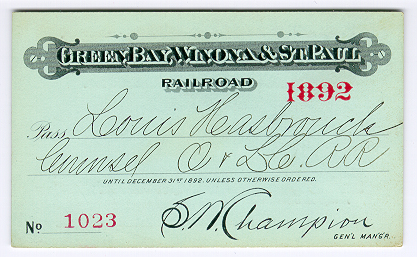 GREEN BAY, WINONA & ST. PAUL
RAILROAD
1892
Pass Louis Hasbrouck
Counsel O & L C. RR
UNTIL DECEMBER 31ST 1892. UNLESS OTHERWISE ORDERED.
No 1023
S W Champion
GEN'L MAN'G'R.